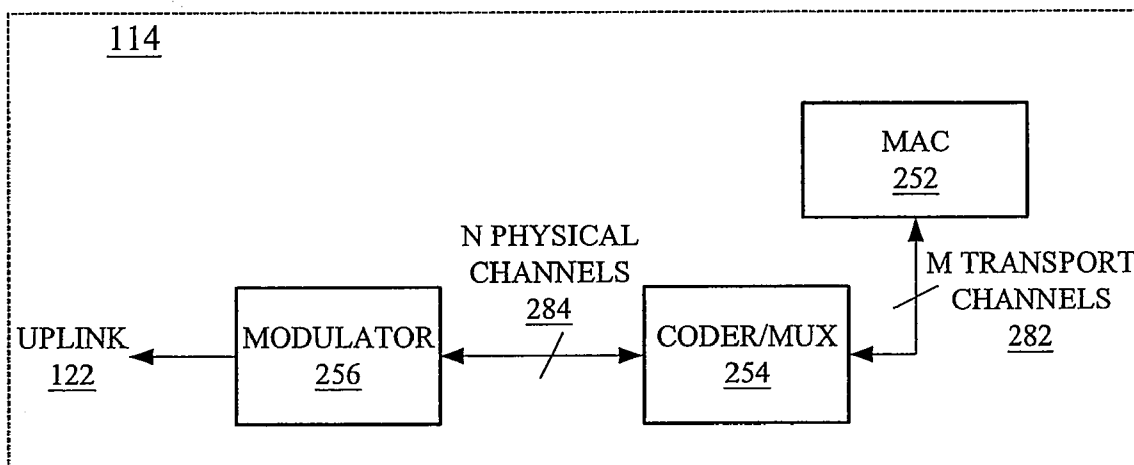 114
MAC
252
N PHYSICAL
CHANNELS
284
M TRANSPORT
CHANNELS
282
UPLINK
122
MODULATOR
256
CODER/MUX
254